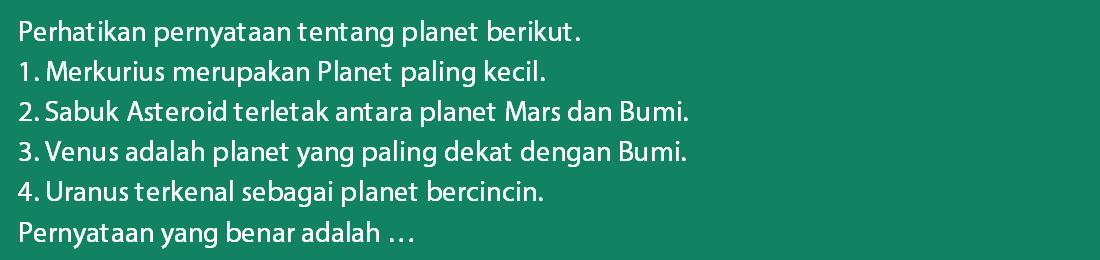 Perhatikan pernyataan tentang planet berikut.
1. Merkurius merupakan Planet paling kecil.
2. Sabuk Asteroid terletak antara planet Mars dan Bumi.
3. Venus adalah planet yang paling dekat dengan Bumi.
4. Uranus terkenal sebagai planet bercincin.
Pernyataan yang benar adalah ...